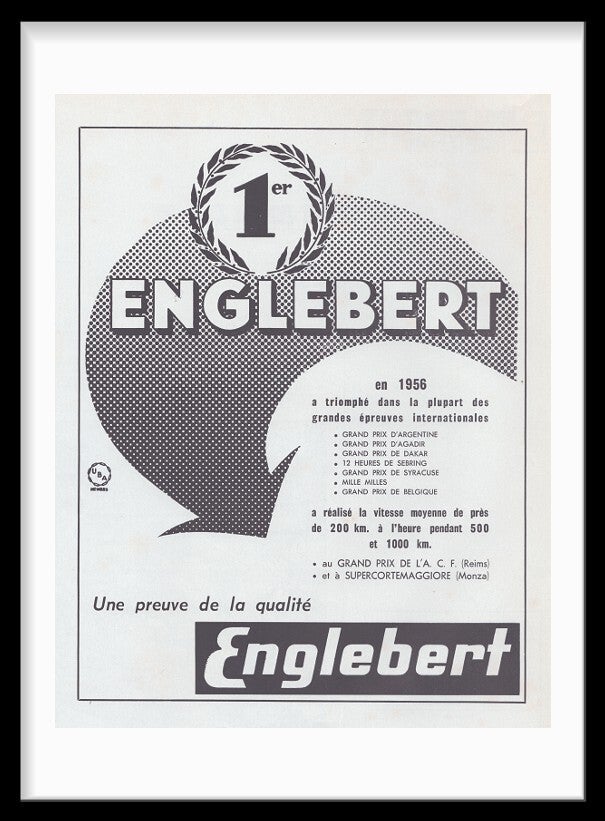 1er
ENGLEBERT
en 1956
a triomphé dans la plupart des
grandes épreuves internationales
• GRAND PRIX D'ARGENTINE
• GRAND PRIX D'AGADIR
• GRAND PRIX DE DAKAR
• 12 HEURES DE SEBRING
• GRAND PRIX DE SYRACUSE
• MILLE MILLES
• GRAND PRIX DE BELGIQUE
UBA
MEMBRE
a réalisé la vitesse moyenne de près
de 200 km. à l'heure pendant 500
et 1000 km.
• au GRAND PRIX DE L'A. C. F. (Reims)
• et à SUPERCORTEMAGGIORE (Monza)
Une preuve de la qualité
Englebert